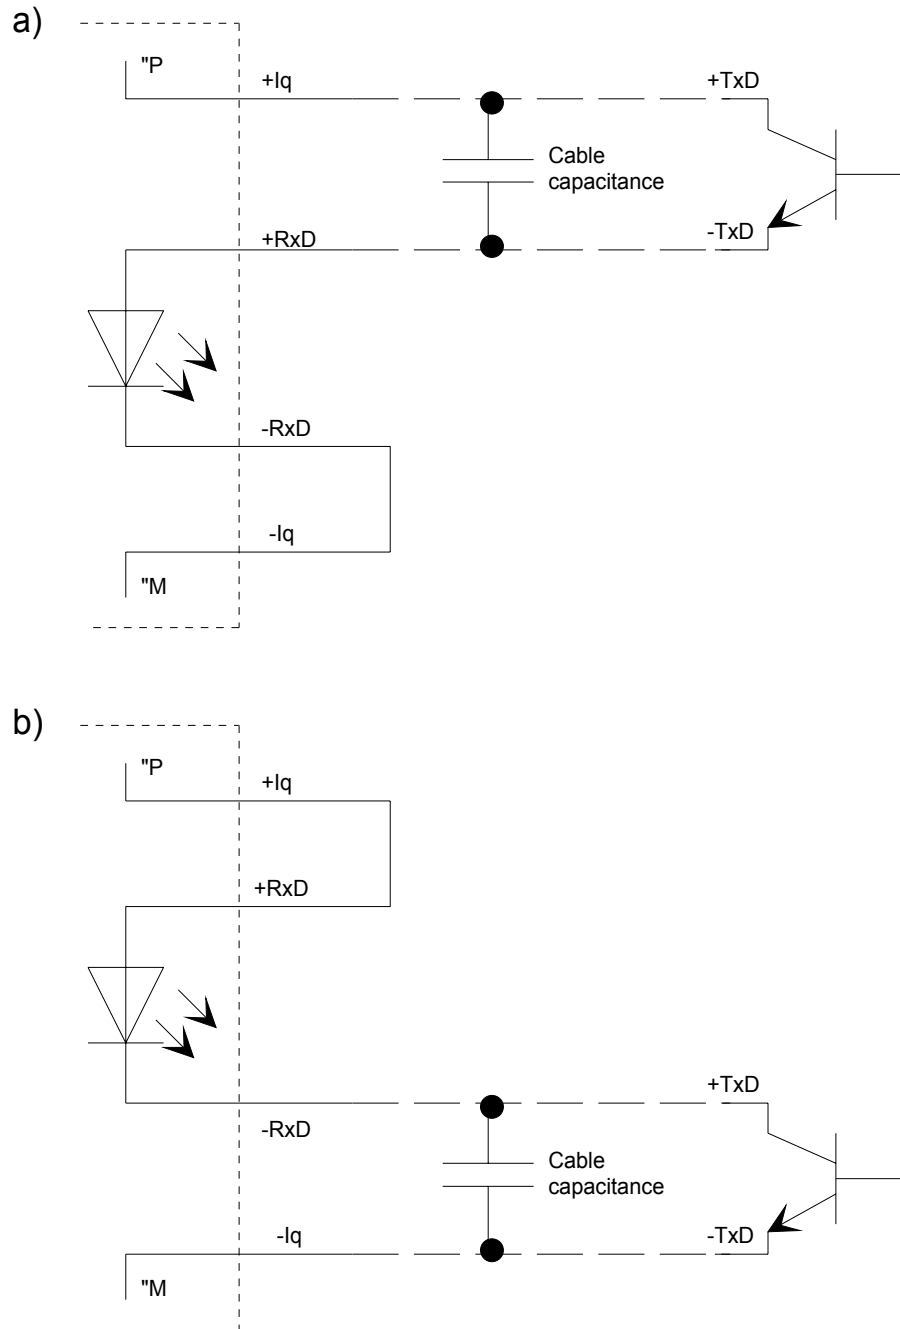 a)
"P
+Iq
+TxD
Cable
capacitance
+RxD
-TxD
-RxD
-Iq
"M
b)
"P
+Iq
+RxD
+TxD
-RxD
Cable
capacitance
-Iq
-TxD
"M